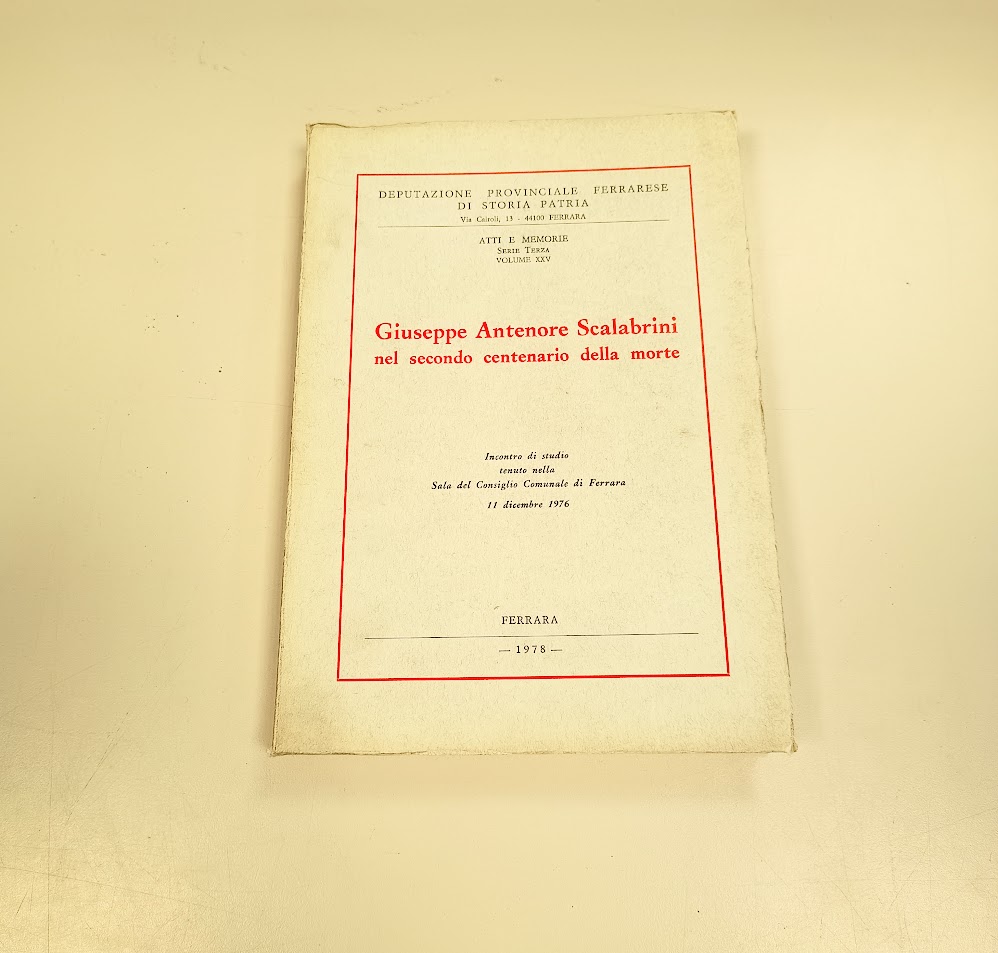 DEPUTAZIONE PROVINCIALE FERRARESE
DI STORIA PATRIA
Via Cairoli, 13 - 44100 FERRARA
ATTI E MEMORIE
SERIE TERZA
VOLUME XXV
Giuseppe Antenore Scalabrini
nel secondo centenario della morte
Incontro di studio
tenuto nella
Sala del Consiglio Comunale di Ferrara
11 dicembre 1976
FERRARA
— 1978 —